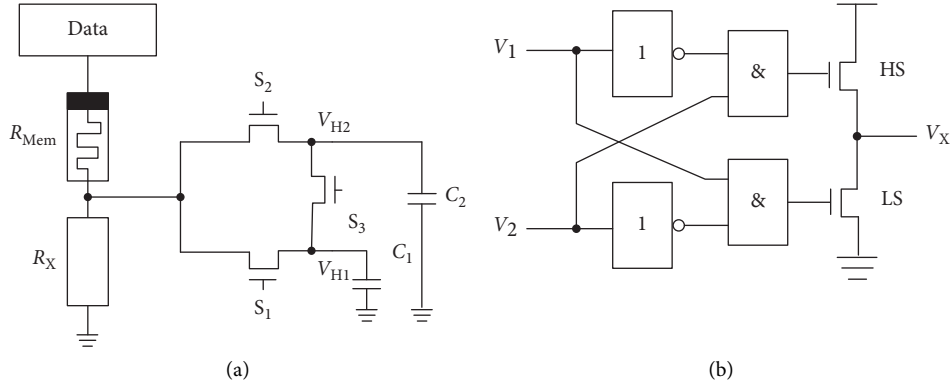 Data
R_Mem
R_X
S_2
V_H2
S_3
C_2
C_1
V_H1
S_1
(a)
V_1
V_2
1
1
&
&
HS
V_X
LS
(b)